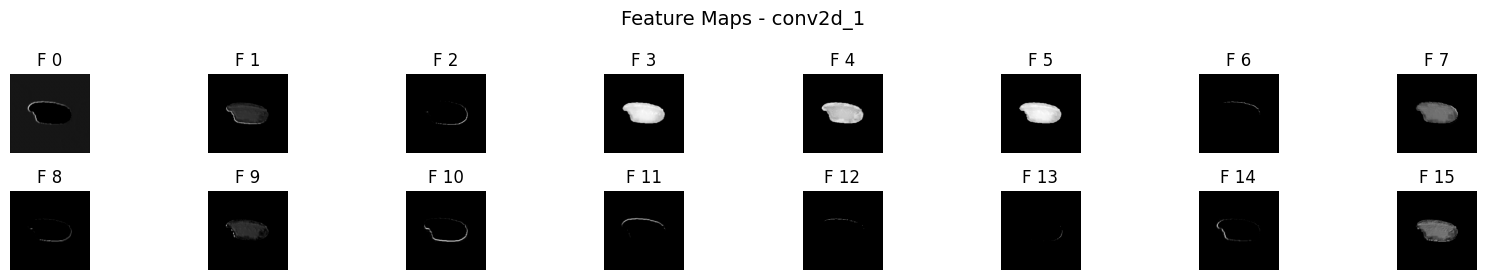 Feature Maps - conv2d_1
F 0 F 1 F 2 F 3 F 4 F 5 F 6 F 7
F 8 F 9 F 10 F 11 F 12 F 13 F 14 F 15